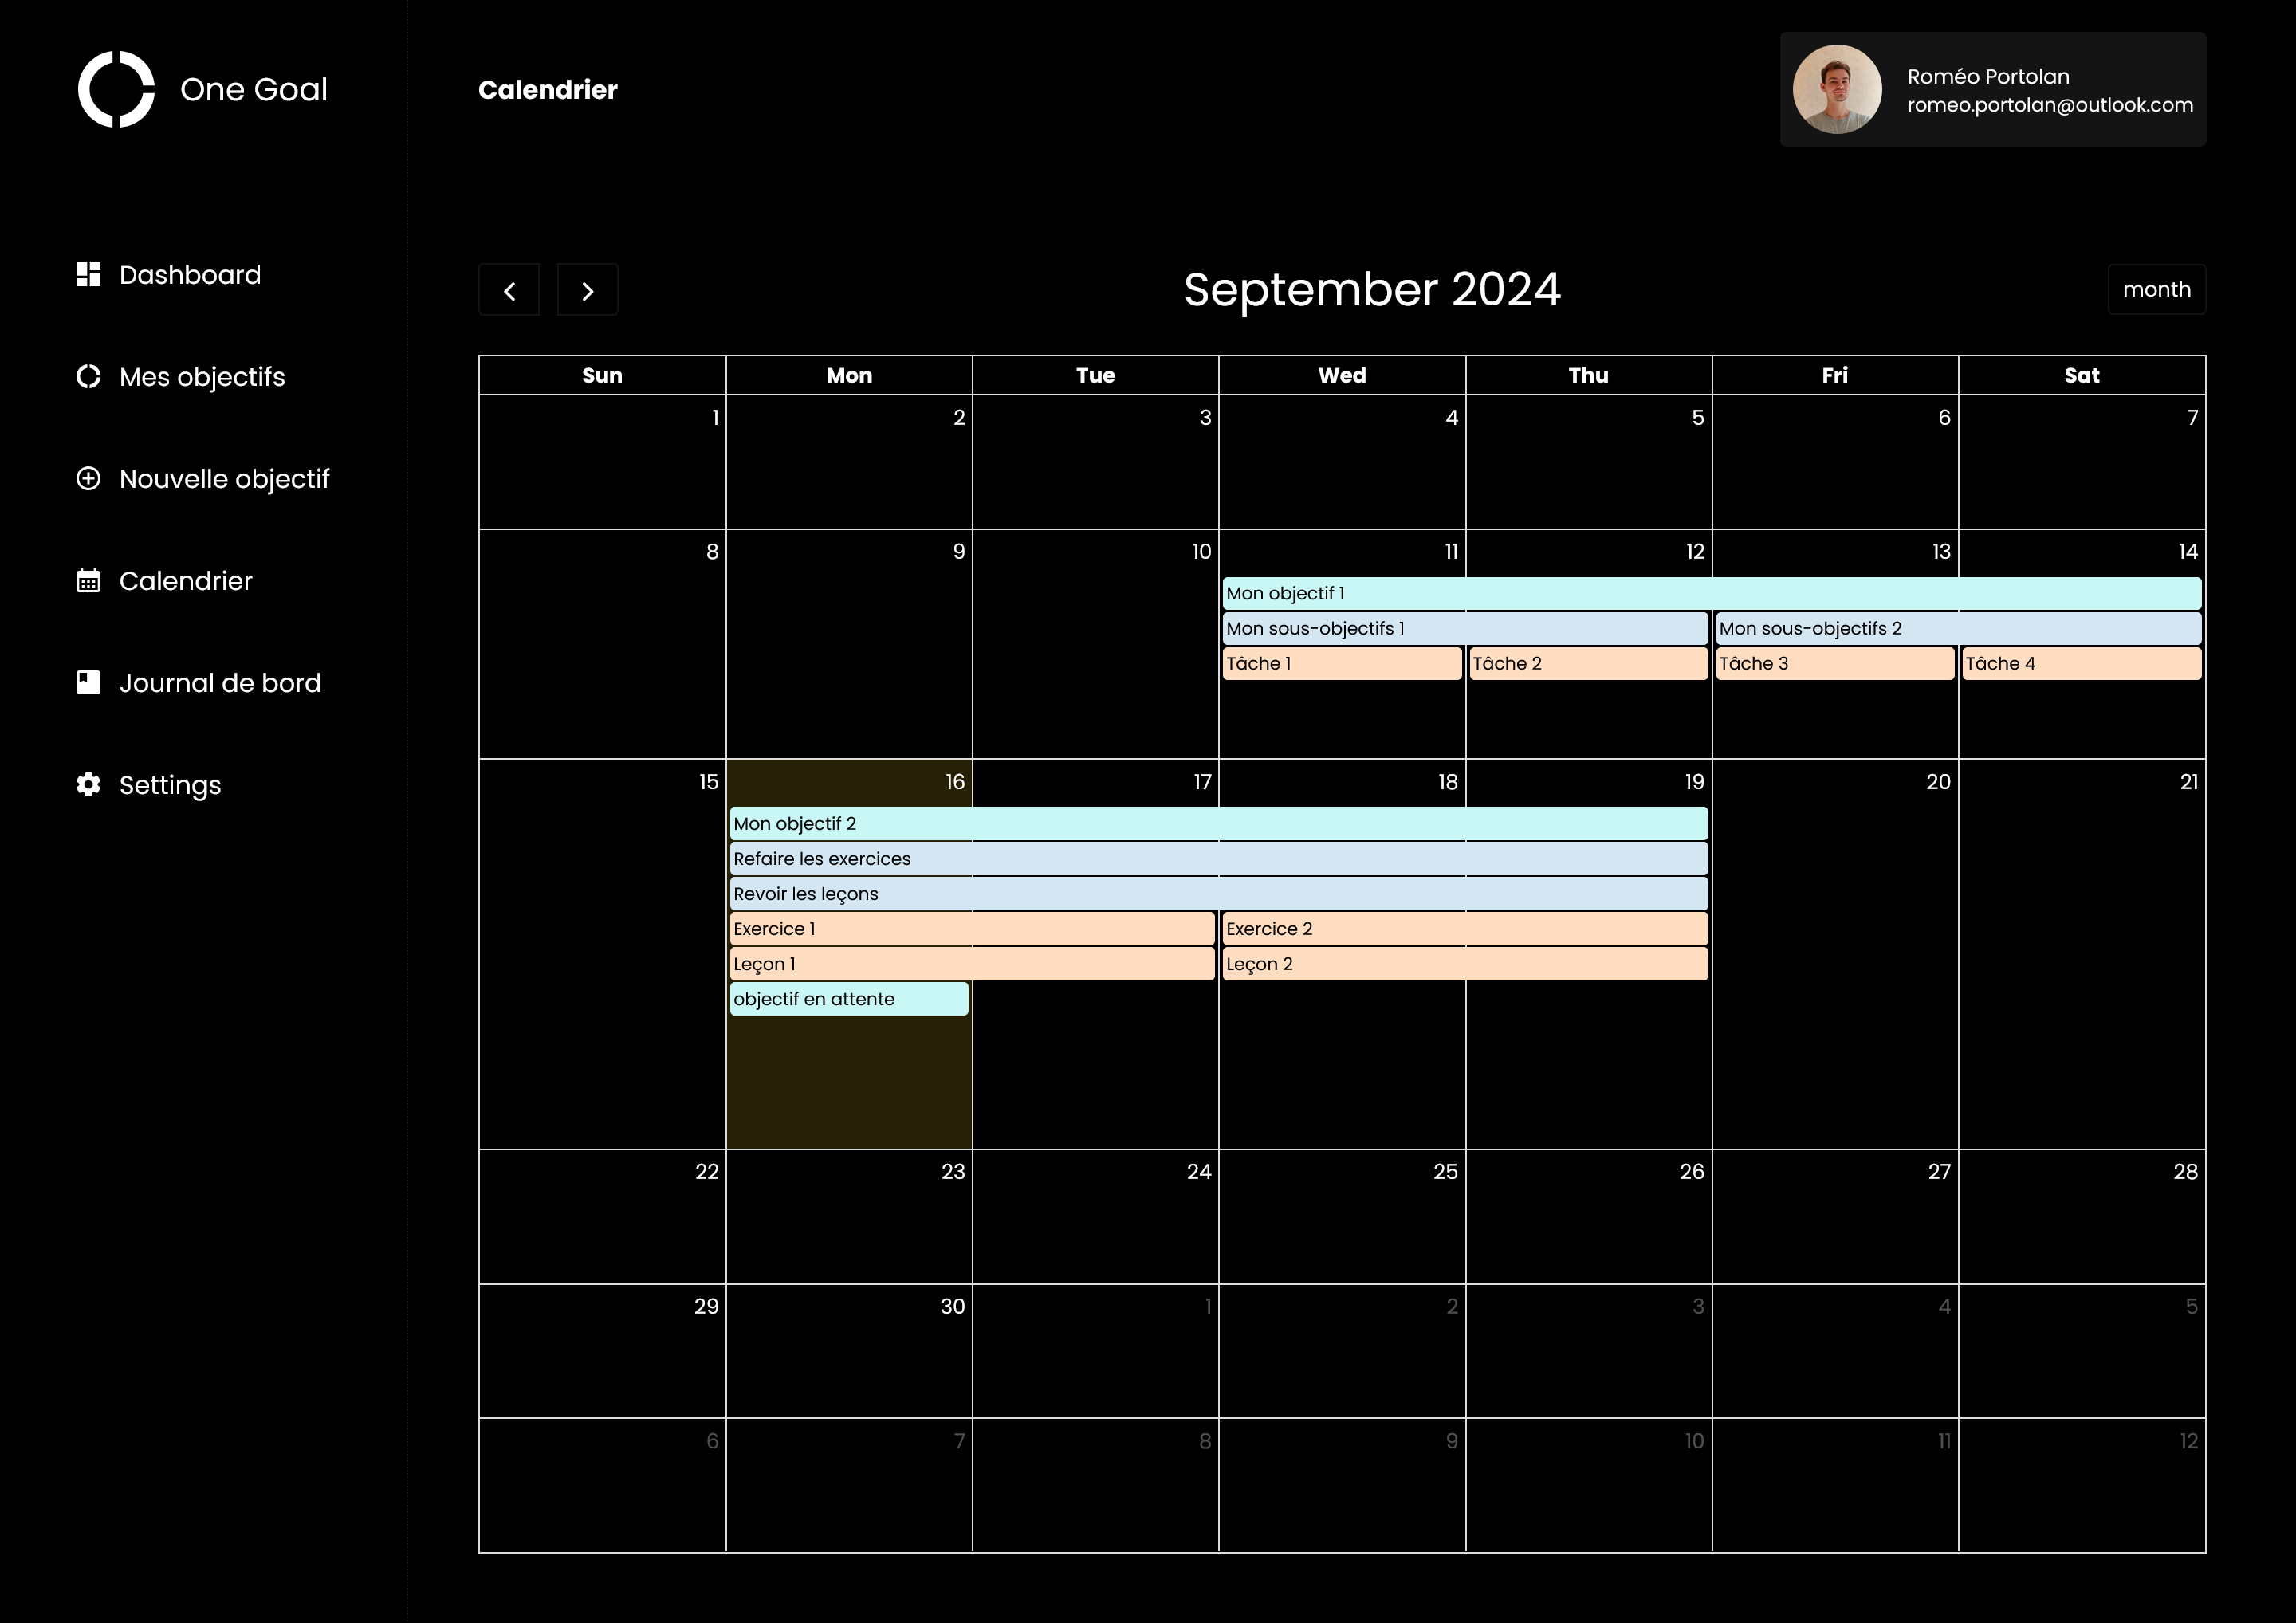 One Goal
Calendrier
Roméo Portolan
romeo.portolan@outlook.com
Dashboard
Mes objectifs
Nouvelle objectif
Calendrier
Journal de bord
Settings
September 2024
month
Sun Mon Tue Wed Thu Fri Sat
1 2 3 4 5 6 7
8 9 10 11 12 13 14
Mon objectif 1
Mon sous-objectifs 1 Mon sous-objectifs 2
Tâche 1 Tâche 2 Tâche 3 Tâche 4
15 16 17 18 19 20 21
Mon objectif 2
Refaire les exercices
Revoir les leçons
Exercice 1 Exercice 2
Leçon 1 Leçon 2
objectif en attente
22 23 24 25 26 27 28
29 30 1 2 3 4 5
6 7 8 9 10 11 12